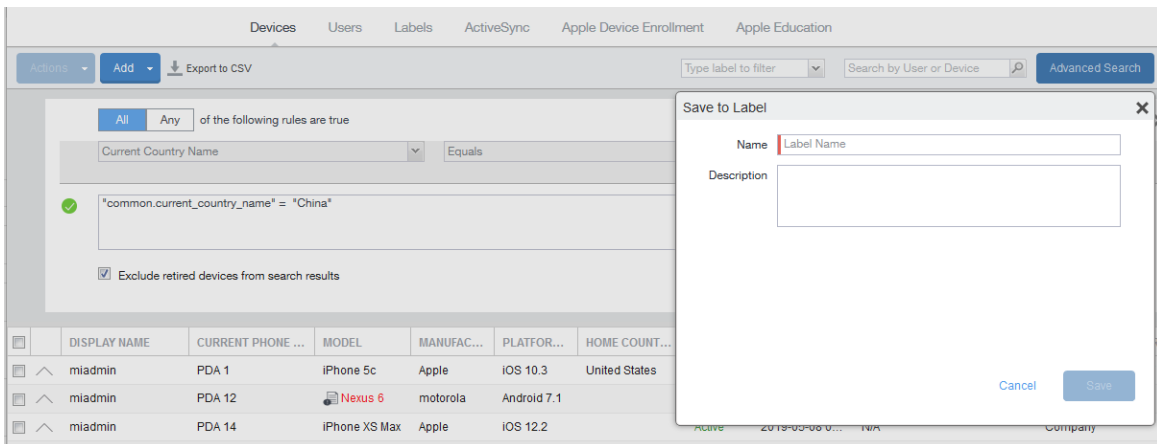 Devices Users Labels ActiveSync Apple Device Enrollment Apple Education
Actions Add Export to CSV Type label to filter Search by User or Device Advanced Search
Save to Label
All Any of the following rules are true
Name Label Name
Current Country Name Equals
Description
"common.current_country_name" = "China"
Exclude retired devices from search results
DISPLAY NAME CURRENT PHONE ... MODEL MANUFAC... PLATFOR... HOME COUNT...
miadmin PDA 1 iPhone 5c Apple iOS 10.3 United States
Cancel Save
miadmin PDA 12 Nexus 6 motorola Android 7.1
miadmin PDA 14 iPhone XS Max Apple iOS 12.2 Active 2019-05-08 0... N/A Company